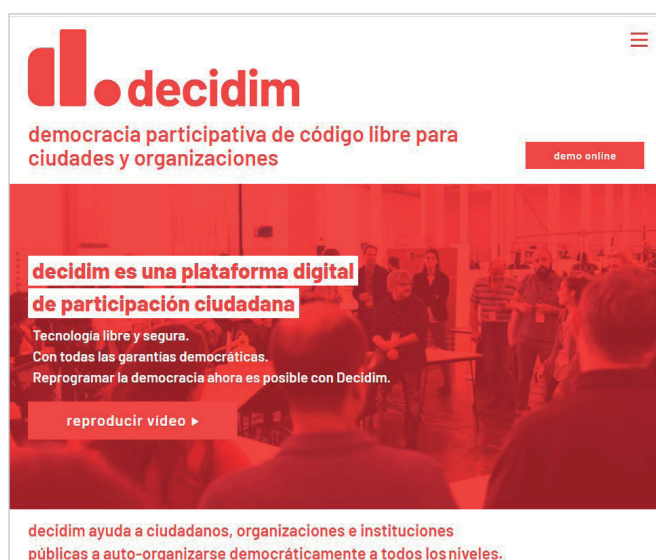 d.decidim
democracia participativa de código libre para
ciudades y organizaciones
demo online
decidim es una plataforma digital
de participación ciudadana
Tecnología libre y segura.
Con todas las garantías democráticas.
Reprogramar la democracia ahora es posible con Decidim.
reproducir vídeo
decidim ayuda a ciudadanos, organizaciones e instituciones
públicas a auto-organizarse democráticamente a todos los niveles.